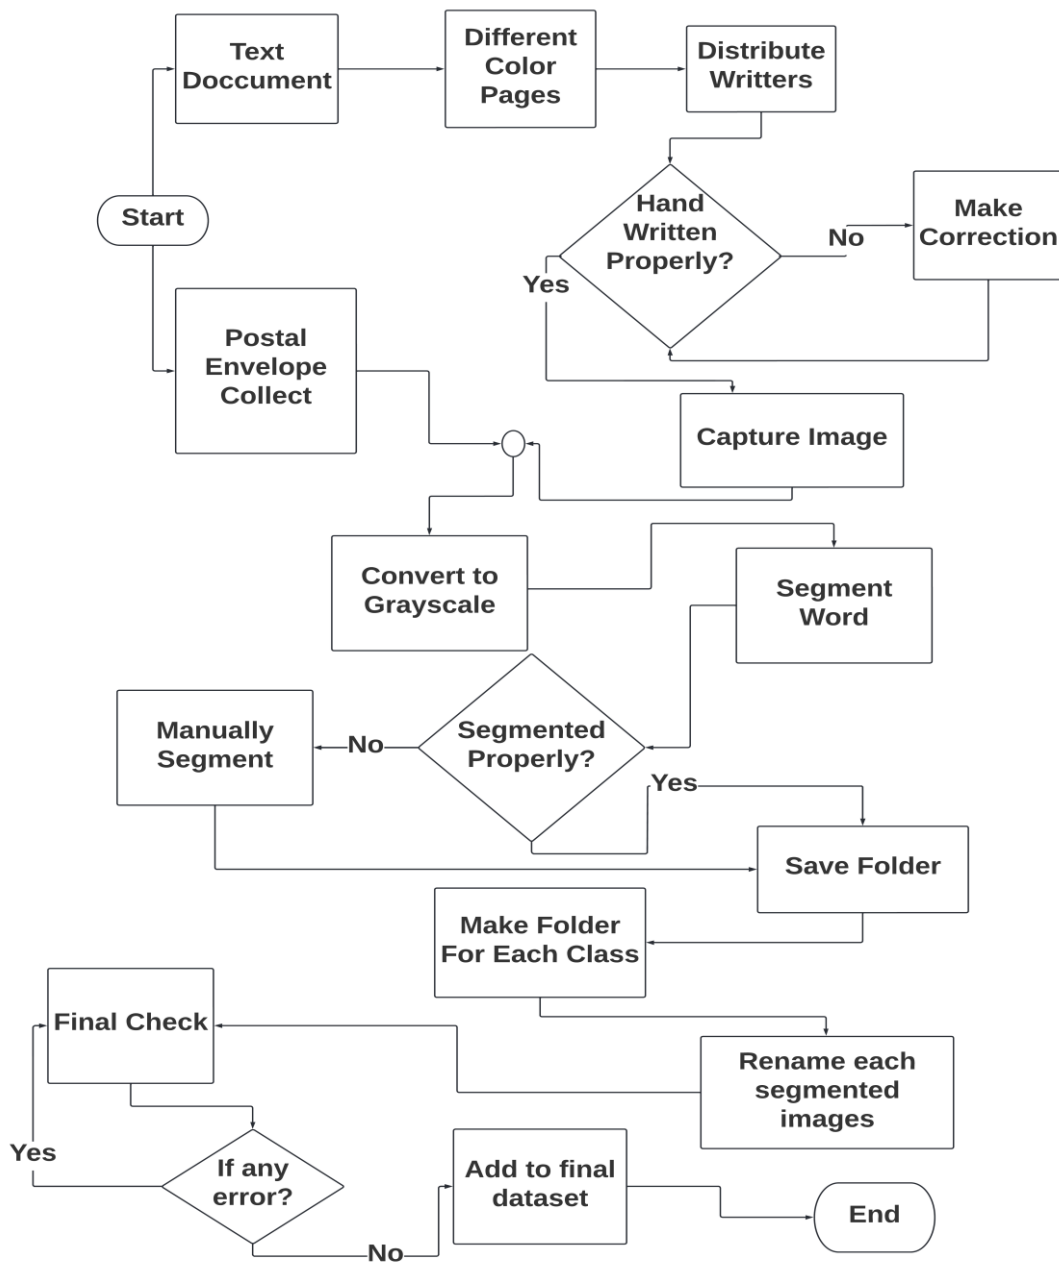 Text
Doccument
Different
Color
Pages
Distribute
Writters
Start
Hand
Written
Properly?
No
Make
Correction
Yes
Postal
Envelope
Collect
Capture Image
Convert to
Grayscale
Segment
Word
Manually
Segment
No
Segmented
Properly?
Yes
Save Folder
Make Folder
For Each Class
Final Check
Rename each
segmented
images
Yes
If any
error?
No
Add to final
dataset
End